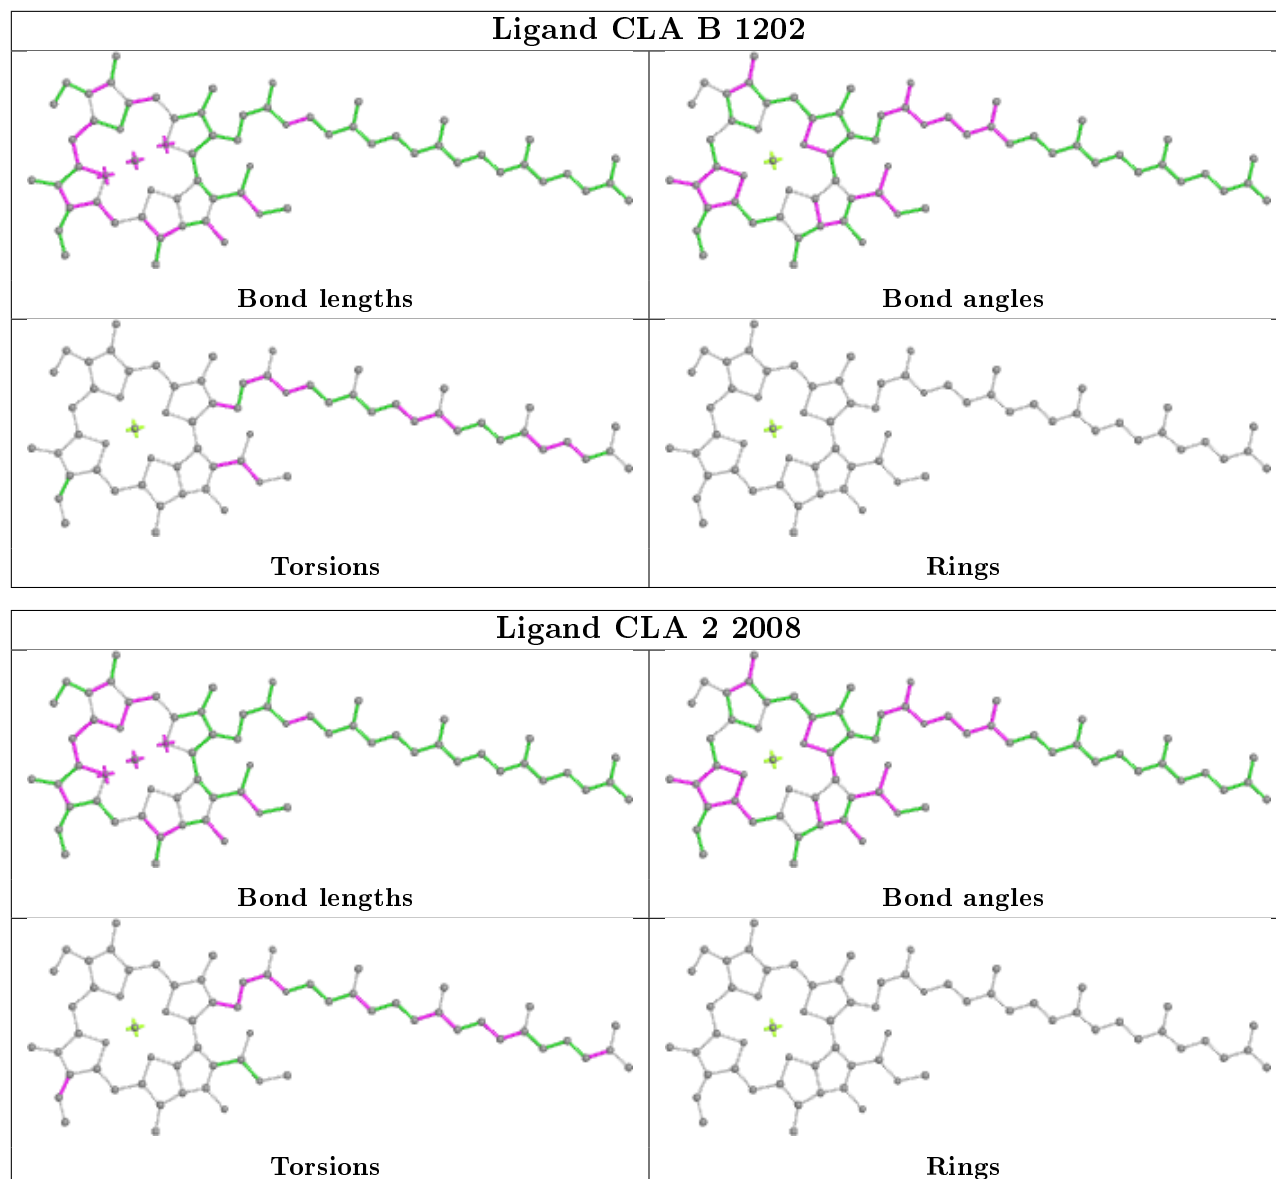 Ligand CLA B 1202
Bond lengths
Bond angles
Torsions
Rings
Ligand CLA 2 2008
Bond lengths
Bond angles
Torsions
Rings